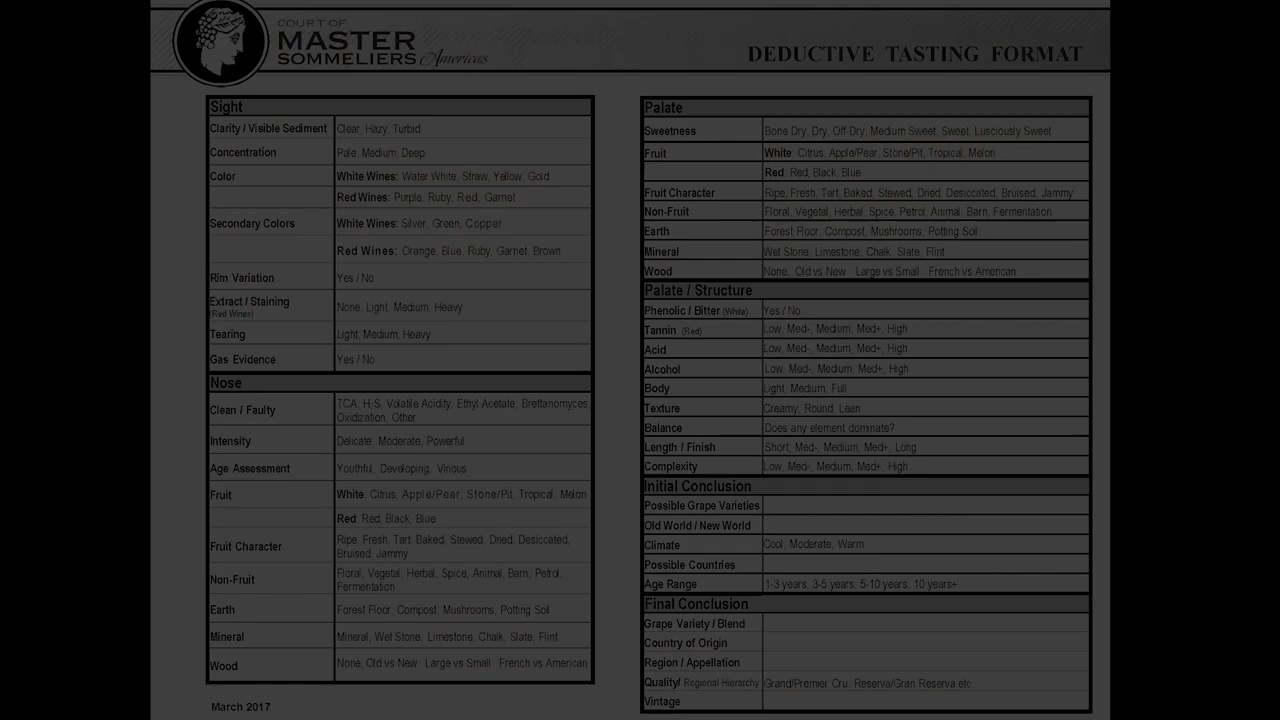 COURT OF
MASTER
SOMMELIERS Americas
DEDUCTIVE TASTING FORMAT
Sight
Clarity / Visible Sediment Clear, Hazy, Turbid
Concentration Pale, Medium, Deep
Color White Wines: Water White, Straw, Yellow, Gold
Red Wines: Purple, Ruby, Red, Garnet
Secondary Colors White Wines: Silver, Green, Copper
Red Wines: Orange, Blue, Ruby, Garnet, Brown
Rim Variation Yes / No
Extract / Staining None, Light, Medium, Heavy
(Red Wines)
Tearing Light, Medium, Heavy
Gas Evidence Yes / No
Nose
Clean / Faulty TCA, H2S, Volatile Acidity, Ethyl Acetate, Brettanomyces,
Oxidization, Other
Intensity Delicate, Moderate, Powerful
Age Assessment Youthful, Developing, Vinous
Fruit White: Citrus, Apple/Pear, Stone/Pit, Tropical, Melon
Red: Red, Black, Blue
Fruit Character Ripe, Fresh, Tart, Baked, Stewed, Dried, Desiccated,
Bruised, Jammy
Non-Fruit Floral, Vegetal, Herbal, Spice, Animal, Barn, Petrol,
Fermentation
Earth Forest Floor, Compost, Mushrooms, Potting Soil
Mineral Mineral, Wet Stone, Limestone, Chalk, Slate, Flint
Wood None, Old vs New Large vs Small French vs American
March 2017
Palate
Sweetness Bone Dry, Dry, Off-Dry, Medium Sweet, Sweet, Lusciously Sweet
Fruit White: Citrus, Apple/Pear, Stone/Pit, Tropical, Melon
Red: Red, Black, Blue
Fruit Character Ripe, Fresh, Tart, Baked, Stewed, Dried, Desiccated, Bruised, Jammy
Non-Fruit Floral, Vegetal, Herbal, Spice, Petrol, Animal, Barn, Fermentation
Earth Forest Floor, Compost, Mushrooms, Potting Soil
Mineral Wet Stone, Limestone, Chalk, Slate, Flint
Wood None, Old vs New Large vs Small French vs American
Palate / Structure
Phenolic / Bitter (White) Yes / No
Tannin (Red) Low, Med-, Medium, Med+, High
Acid Low, Med-, Medium, Med+, High
Alcohol Low, Med-, Medium, Med+, High
Body Light, Medium, Full
Texture Creamy, Round, Lean
Balance Does any element dominate?
Length / Finish Short, Med-, Medium, Med+, Long
Complexity Low, Med-, Medium, Med+, High
Initial Conclusion
Possible Grape Varieties
Old World / New World
Climate Cool, Moderate, Warm
Possible Countries
Age Range 1-3 years, 3-5 years, 5-10 years, 10 years+
Final Conclusion
Grape Variety / Blend
Country of Origin
Region / Appellation
Quality/ Regional Hierarchy Grand/Premier Cru. Reserva/Gran Reserva etc.
Vintage